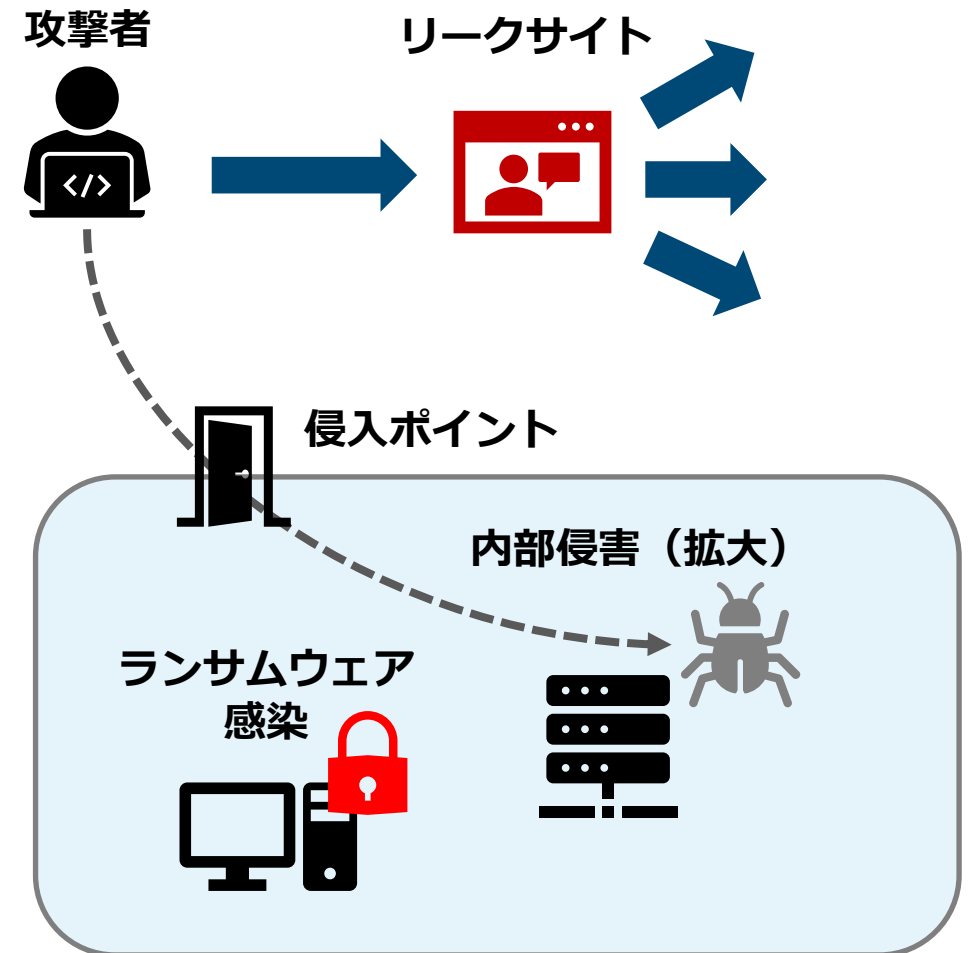 攻撃者
リークサイト
</>
侵入ポイント
内部侵害（拡大）
ランサムウェア
感染